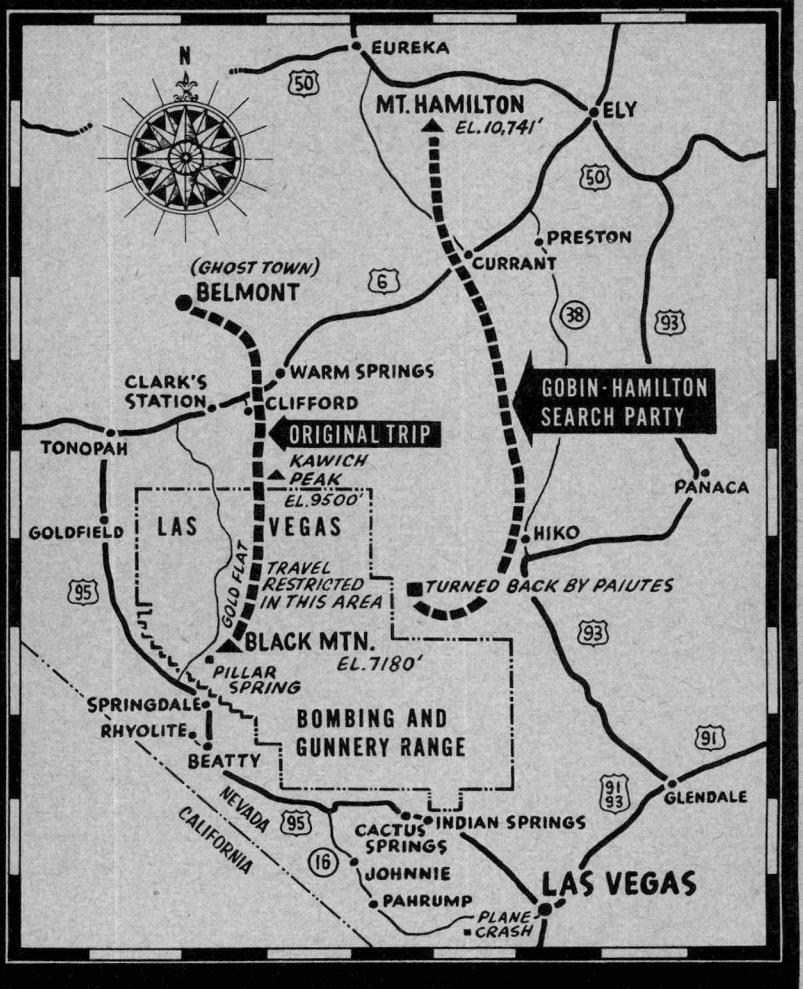 EUREKA
N
50
MT. HAMILTON
EL. 10,741'
ELY
50
PRESTON
CURRANT
(GHOST TOWN)
BELMONT
6
38
93
WARM SPRINGS
CLARK'S
STATION
CLIFFORD
GOBIN-HAMILTON
SEARCH PARTY
ORIGINAL TRIP
TONOPAH
KAWICH
PEAK
EL. 9500'
PANACA
GOLDFIELD
LAS VEGAS
HIKO
GOLD FLAT
TRAVEL
RESTRICTED
IN THIS AREA
TURNED BACK BY PAIUTES
95
93
BLACK MTN.
EL. 7180'
PILLAR
SPRING
SPRINGDALE
RHYOLITE
BEATTY
BOMBING AND
GUNNERY RANGE
91
91
93
GLENDALE
NEVADA
CALIFORNIA
95
CACTUS
SPRINGS
INDIAN SPRINGS
16
JOHNNIE
PAHRUMP
LAS VEGAS
PLANE
CRASH